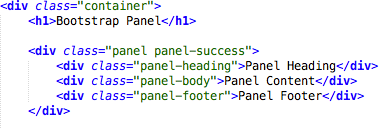 <div class="container">
<h1>Bootstrap Panel</h1>
<div class="panel panel-success">
<div class="panel-heading">Panel Heading</div>
<div class="panel-body">Panel Content</div>
<div class="panel-footer">Panel Footer</div>
</div>